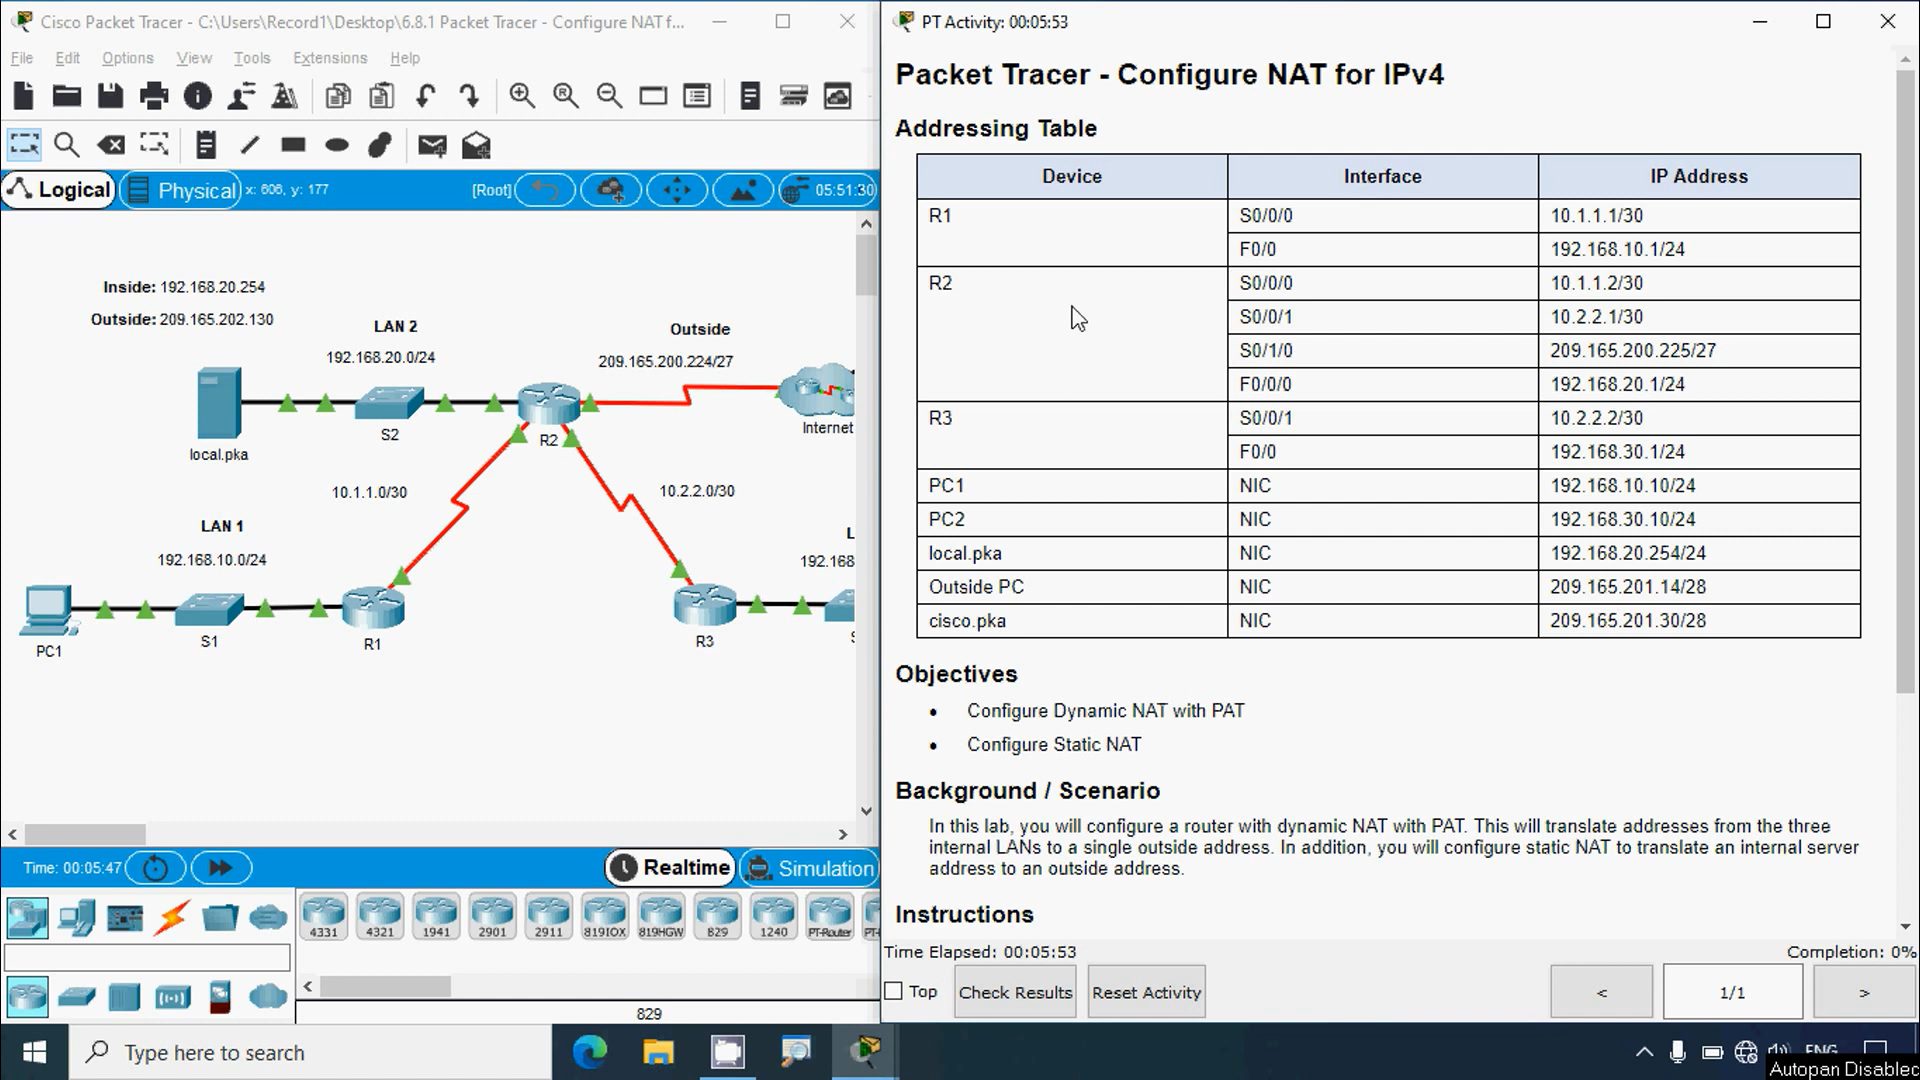 Cisco Packet Tracer - C:\Users\Record1\Desktop\6.8.1 Packet Tracer - Configure NAT f...
File Edit Options View Tools Extensions Help
Logical Physical x: 606, y: 177 [Root] 05:51:30
Inside: 192.168.20.254
Outside: 209.165.202.130
LAN 2
192.168.20.0/24
Outside
209.165.200.224/27
S2
R2
Internet
local.pka
10.1.1.0/30
10.2.2.0/30
LAN 1
192.168.10.0/24
L
192.168
PC1
S1
R1
R3
S
Time: 00:05:47
Realtime
Simulation
4331 4321 1941 2901 2911 819IOX 819HGW 829 1240 PT-Router PT-
829
PT Activity: 00:05:53
Packet Tracer - Configure NAT for IPv4
Addressing Table
Device Interface IP Address
R1 S0/0/0 10.1.1.1/30
F0/0 192.168.10.1/24
R2 S0/0/0 10.1.1.2/30
S0/0/1 10.2.2.1/30
S0/1/0 209.165.200.225/27
F0/0/0 192.168.20.1/24
R3 S0/0/1 10.2.2.2/30
F0/0 192.168.30.1/24
PC1 NIC 192.168.10.10/24
PC2 NIC 192.168.30.10/24
local.pka NIC 192.168.20.254/24
Outside PC NIC 209.165.201.14/28
cisco.pka NIC 209.165.201.30/28
Objectives
• Configure Dynamic NAT with PAT
• Configure Static NAT
Background / Scenario
In this lab, you will configure a router with dynamic NAT with PAT. This will translate addresses from the three
internal LANs to a single outside address. In addition, you will configure static NAT to translate an internal server
address to an outside address.
Instructions
Time Elapsed: 00:05:53 Completion: 0%
Top Check Results Reset Activity < 1/1 >
Type here to search
ENG
Autopan Disabled